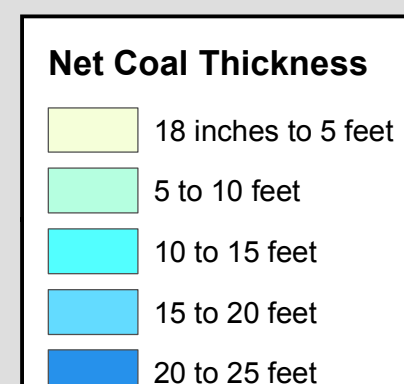 Net Coal Thickness
18 inches to 5 feet
5 to 10 feet
10 to 15 feet
15 to 20 feet
20 to 25 feet